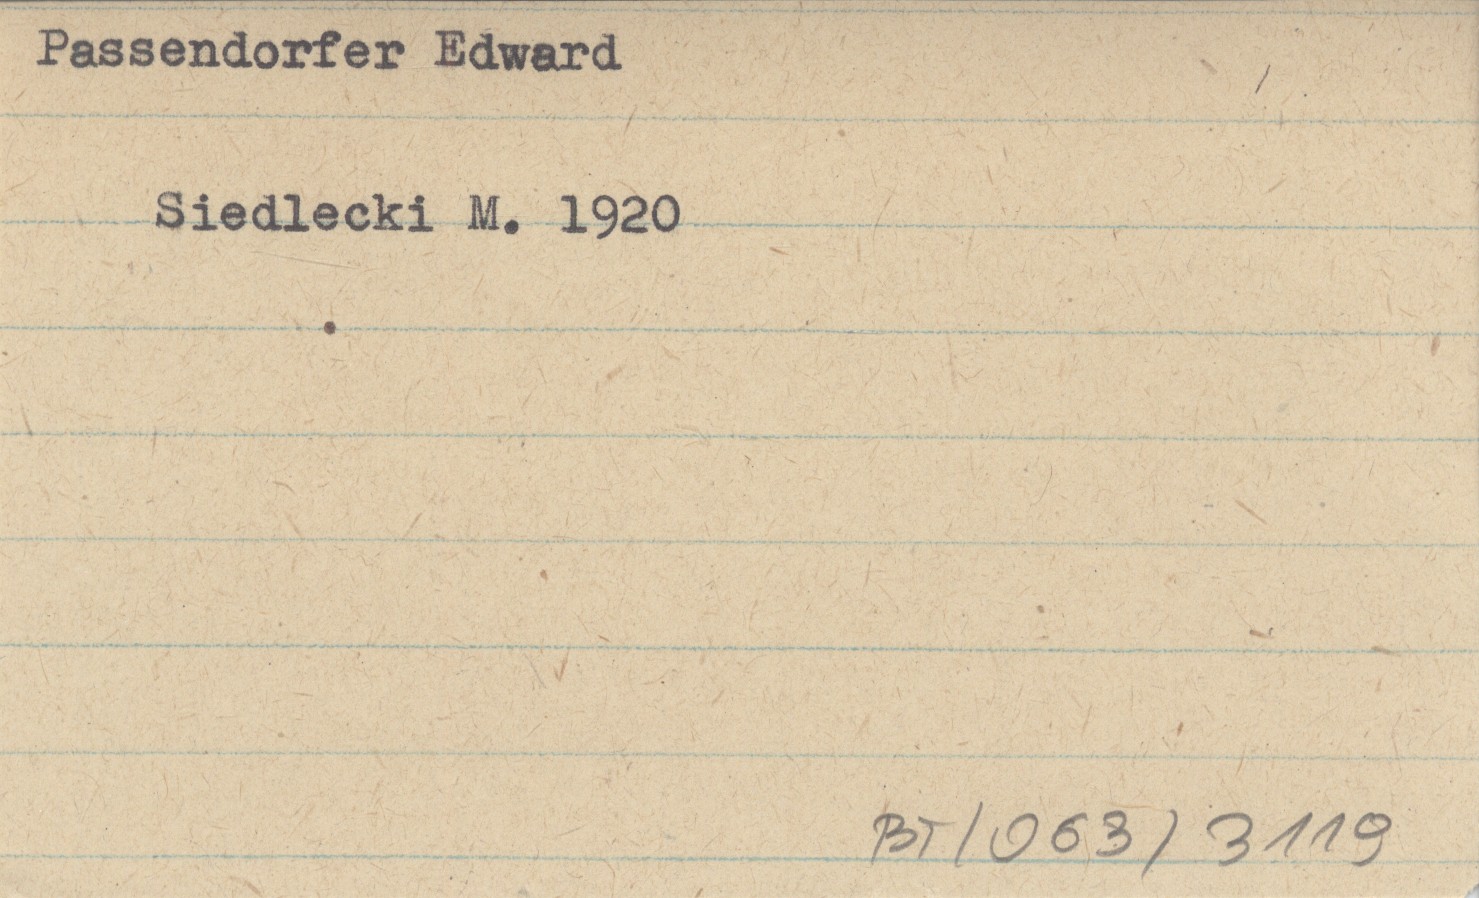 Passendorfer Edward
Siedlecki M. 1920
BT/063/3119